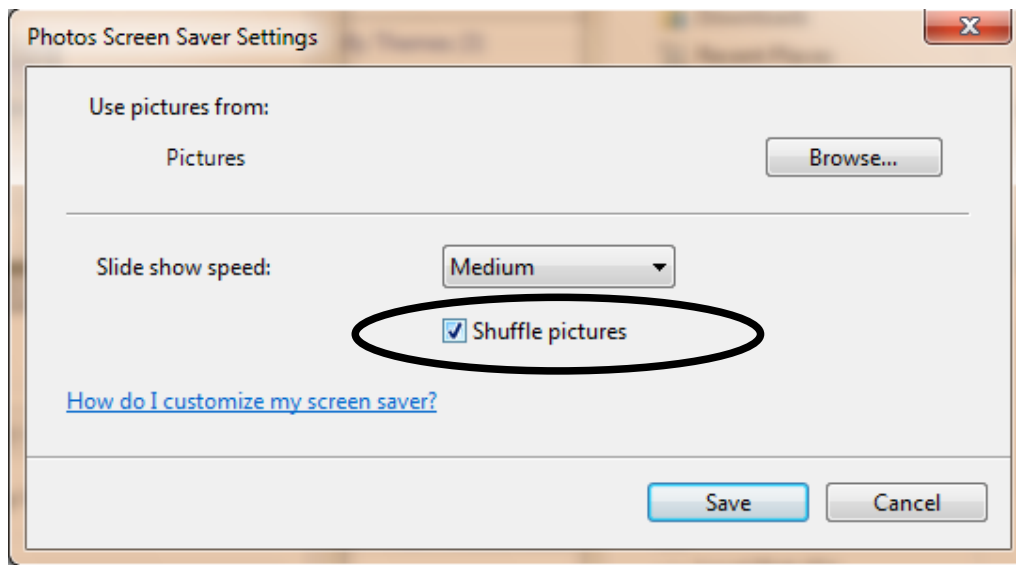 Photos Screen Saver Settings
Use pictures from:
Pictures
Browse...
Slide show speed:
Medium
Shuffle pictures
How do I customize my screen saver?
Save
Cancel